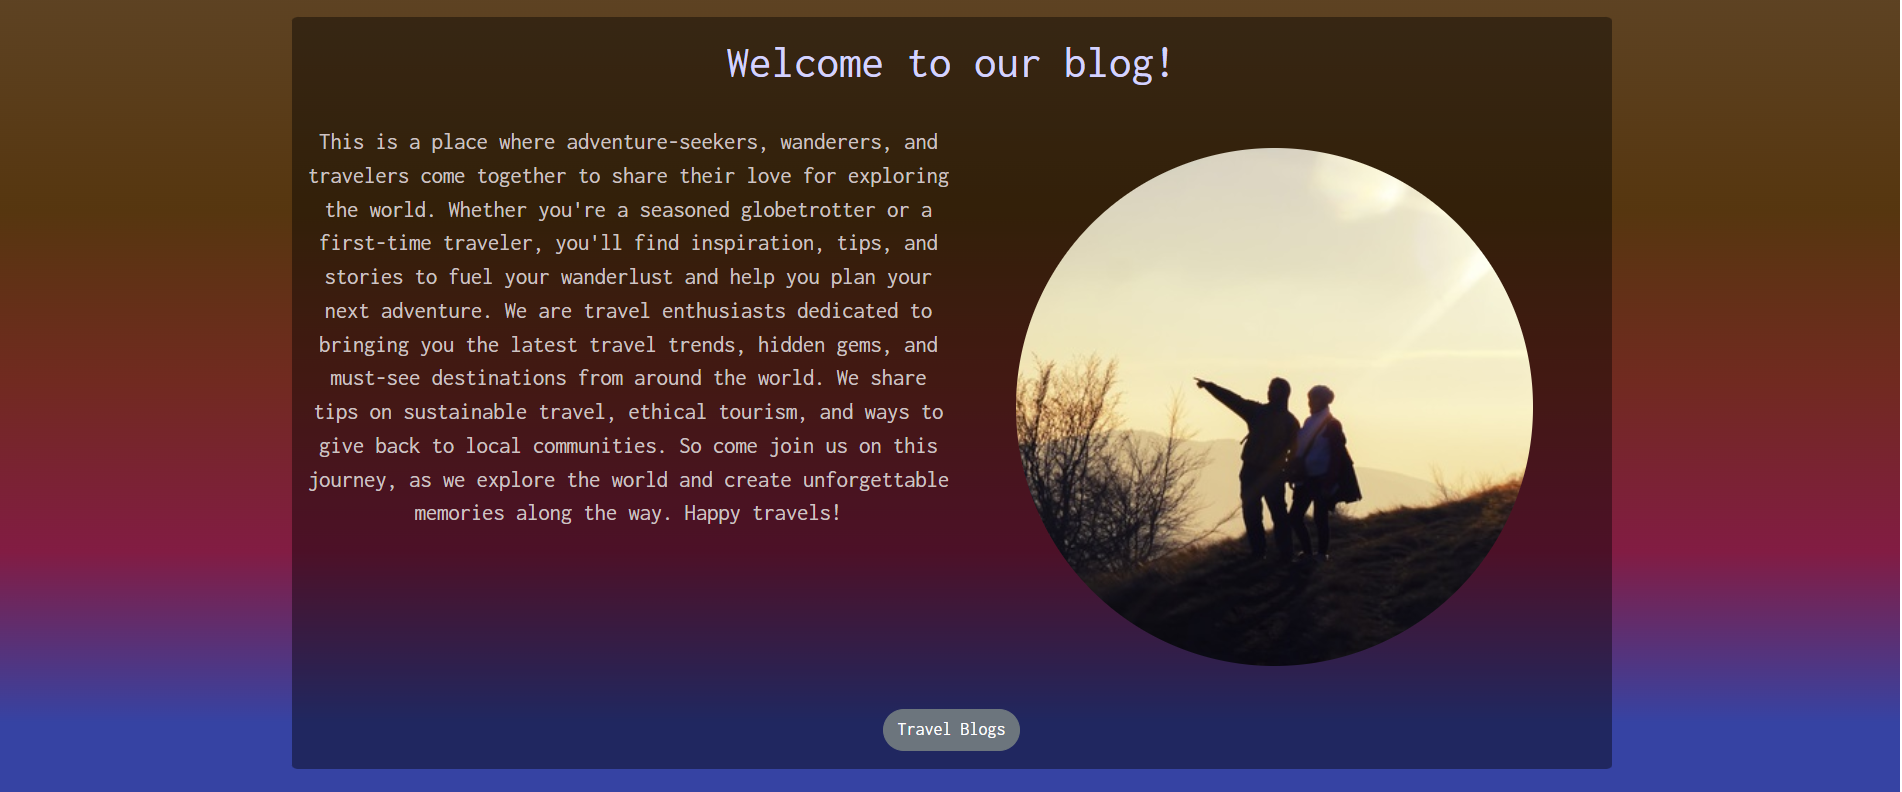 Welcome to our blog!
This is a place where adventure-seekers, wanderers, and
travelers come together to share their love for exploring
the world. Whether you're a seasoned globetrotter or a
first-time traveler, you'll find inspiration, tips, and
stories to fuel your wanderlust and help you plan your
next adventure. We are travel enthusiasts dedicated to
bringing you the latest travel trends, hidden gems, and
must-see destinations from around the world. We share
tips on sustainable travel, ethical tourism, and ways to
give back to local communities. So come join us on this
journey, as we explore the world and create unforgettable
memories along the way. Happy travels!
Travel Blogs